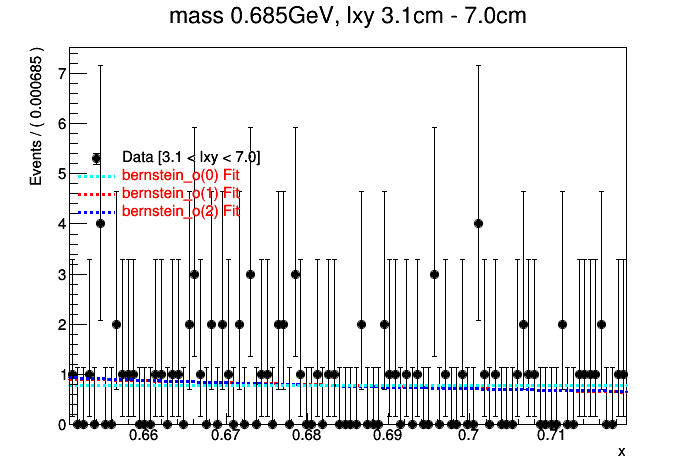 mass 0.685GeV, lxy 3.1cm - 7.0cm
Events / ( 0.000685 )
7
6
5
4
3
2
1
0
Data [3.1 < lxy < 7.0]
bernstein_o(0) Fit
bernstein_o(1) Fit
bernstein_o(2) Fit
0.66 0.67 0.68 0.69 0.7 0.71
x